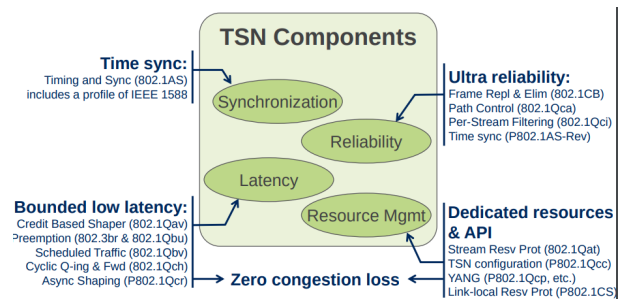 TSN Components
Time sync:
Timing and Sync (802.1AS)
includes a profile of IEEE 1588
Synchronization
Reliability
Latency
Resource Mgmt
Ultra reliability:
Frame Repl & Elim (802.1CB)
Path Control (802.1Qca)
Per-Stream Filtering (802.1Qci)
Time sync (P802.1AS-Rev)
Bounded low latency:
Credit Based Shaper (802.1Qav)
Preemption (802.3br & 802.1Qbu)
Scheduled Traffic (802.1Qbv)
Cyclic Q-ing & Fwd (802.1Qch)
Async Shaping (P802.1Qcr)
Zero congestion loss
Dedicated resources
& API
Stream Resv Prot (802.1Qat)
TSN configuration (P802.1Qcc)
YANG (P802.1Qcp, etc.)
Link-local Resv Prot (P802.1CS)